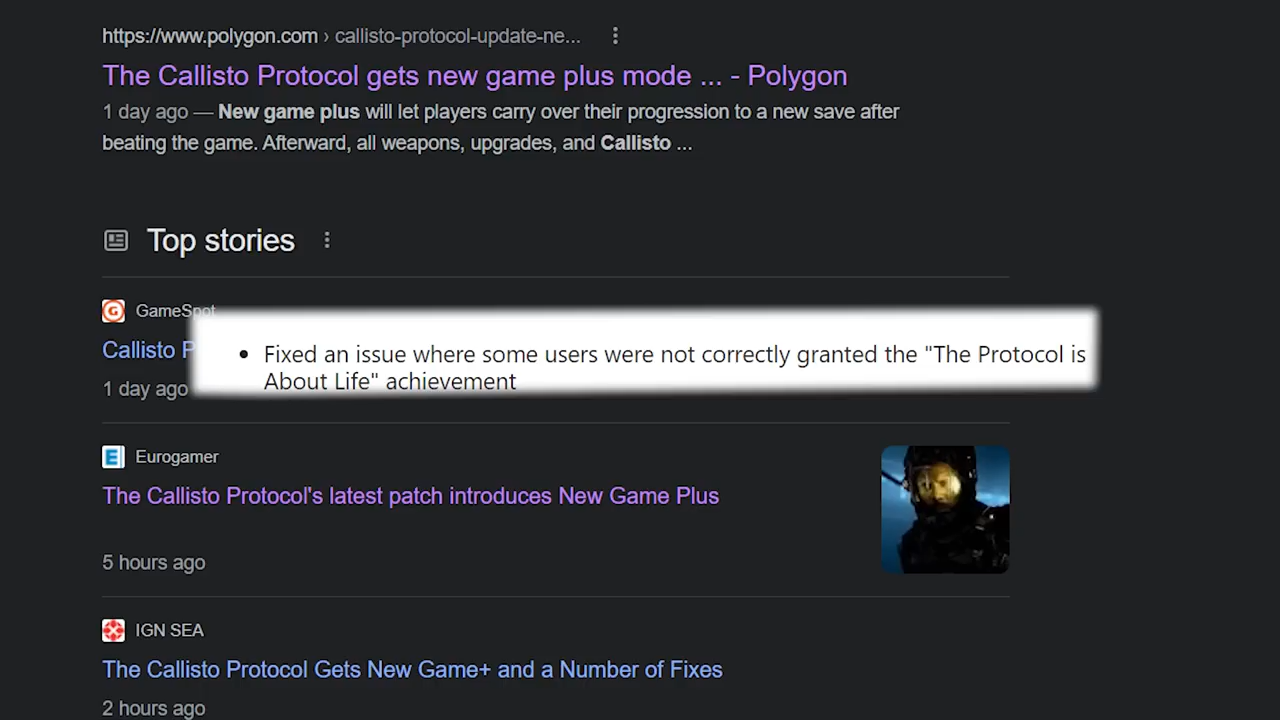 https://www.polygon.com › callisto-protocol-update-ne...
The Callisto Protocol gets new game plus mode ... - Polygon
1 day ago — New game plus will let players carry over their progression to a new save after
beating the game. Afterward, all weapons, upgrades, and Callisto ...
Top stories
GameSpot
Callisto P
1 day ago
Fixed an issue where some users were not correctly granted the "The Protocol is
About Life" achievement
Eurogamer
The Callisto Protocol's latest patch introduces New Game Plus
5 hours ago
IGN SEA
The Callisto Protocol Gets New Game+ and a Number of Fixes
2 hours ago